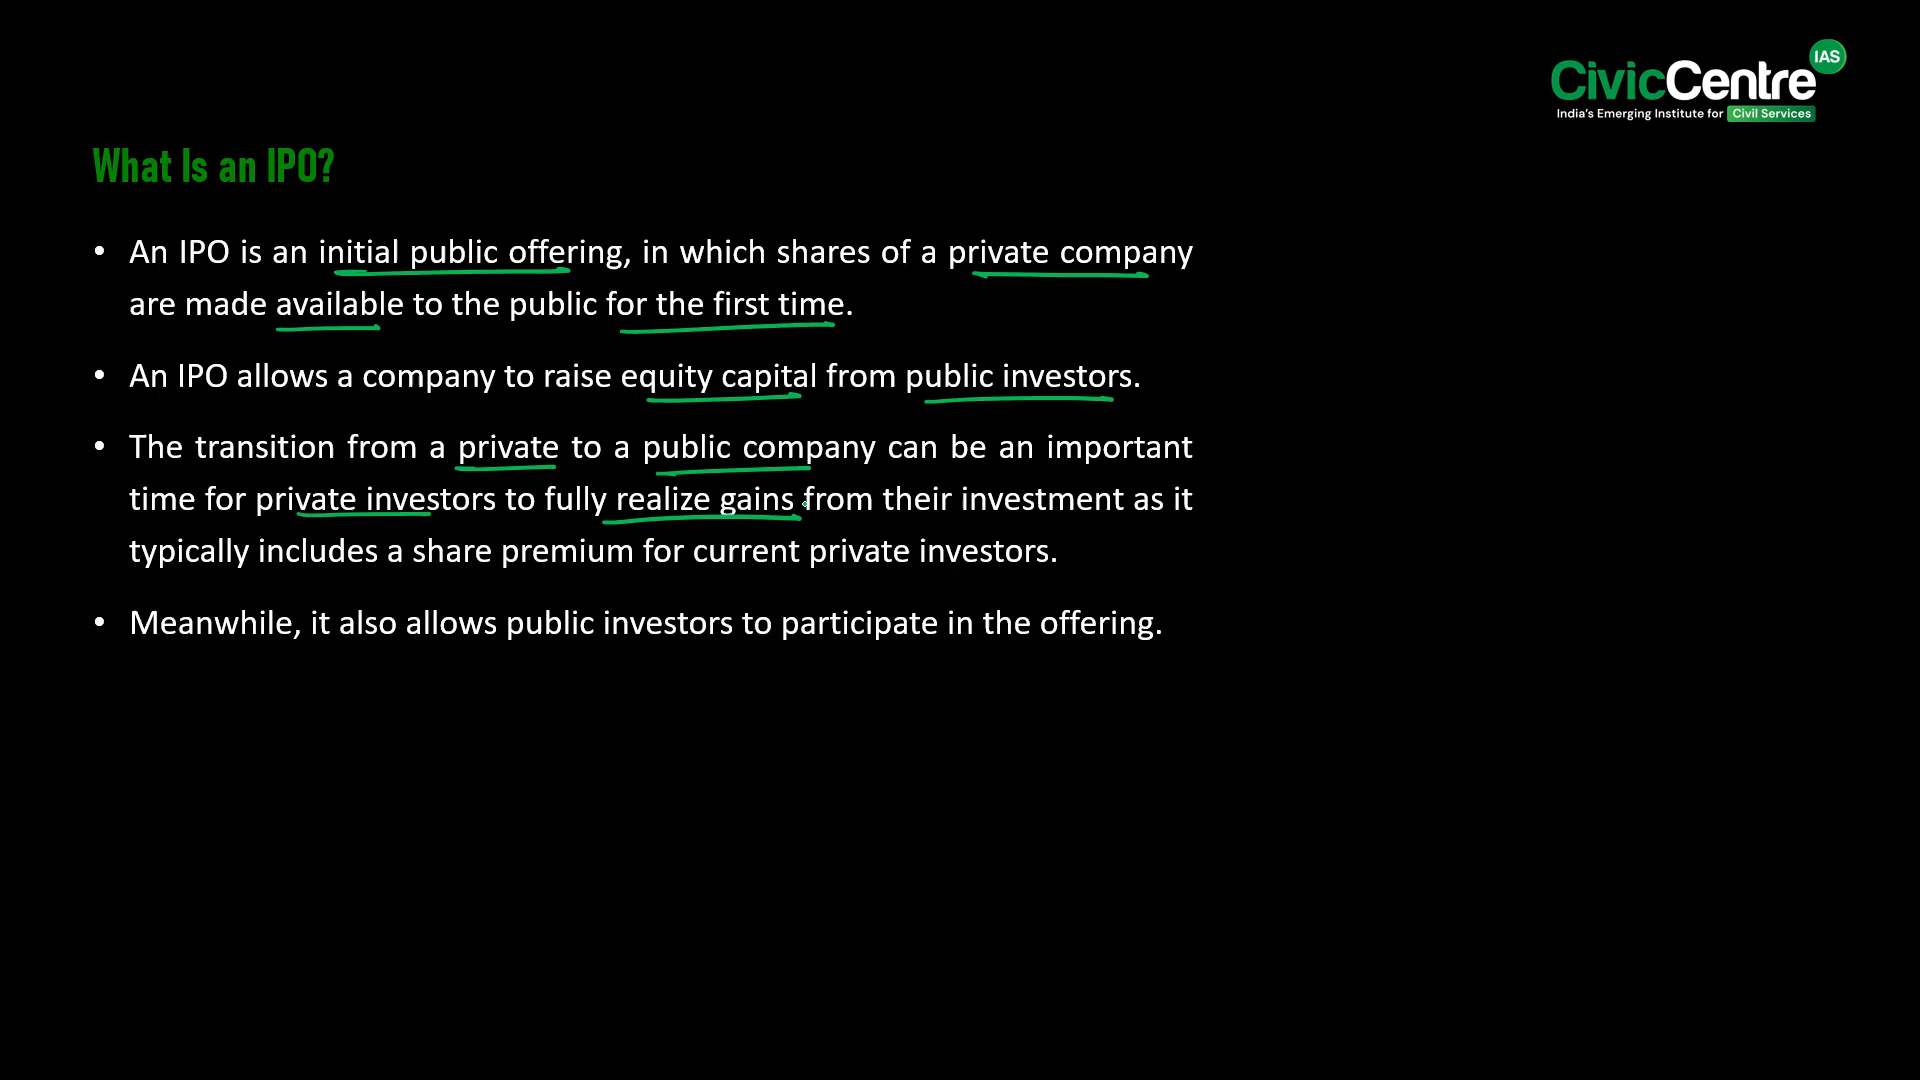 IAS
CivicCentre
India's Emerging Institute for Civil Services
What Is an IPO?
• An IPO is an initial public offering, in which shares of a private company
are made available to the public for the first time.
• An IPO allows a company to raise equity capital from public investors.
• The transition from a private to a public company can be an important
time for private investors to fully realize gains from their investment as it
typically includes a share premium for current private investors.
• Meanwhile, it also allows public investors to participate in the offering.